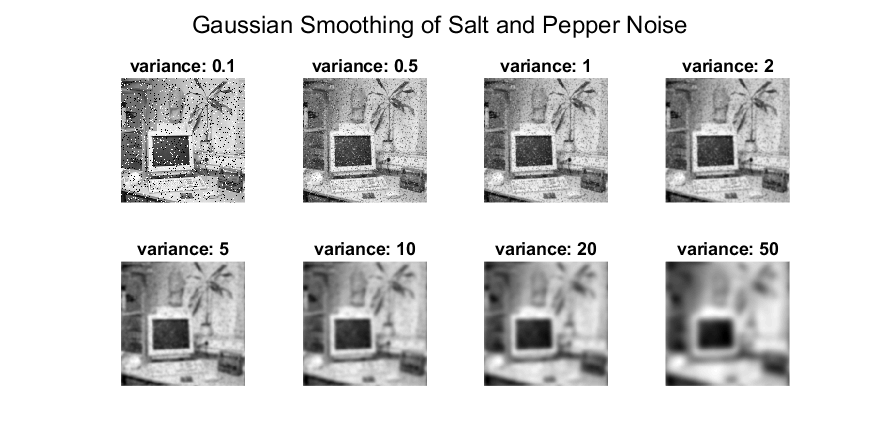 Gaussian Smoothing of Salt and Pepper Noise
variance: 0.1
variance: 0.5
variance: 1
variance: 2
variance: 5
variance: 10
variance: 20
variance: 50